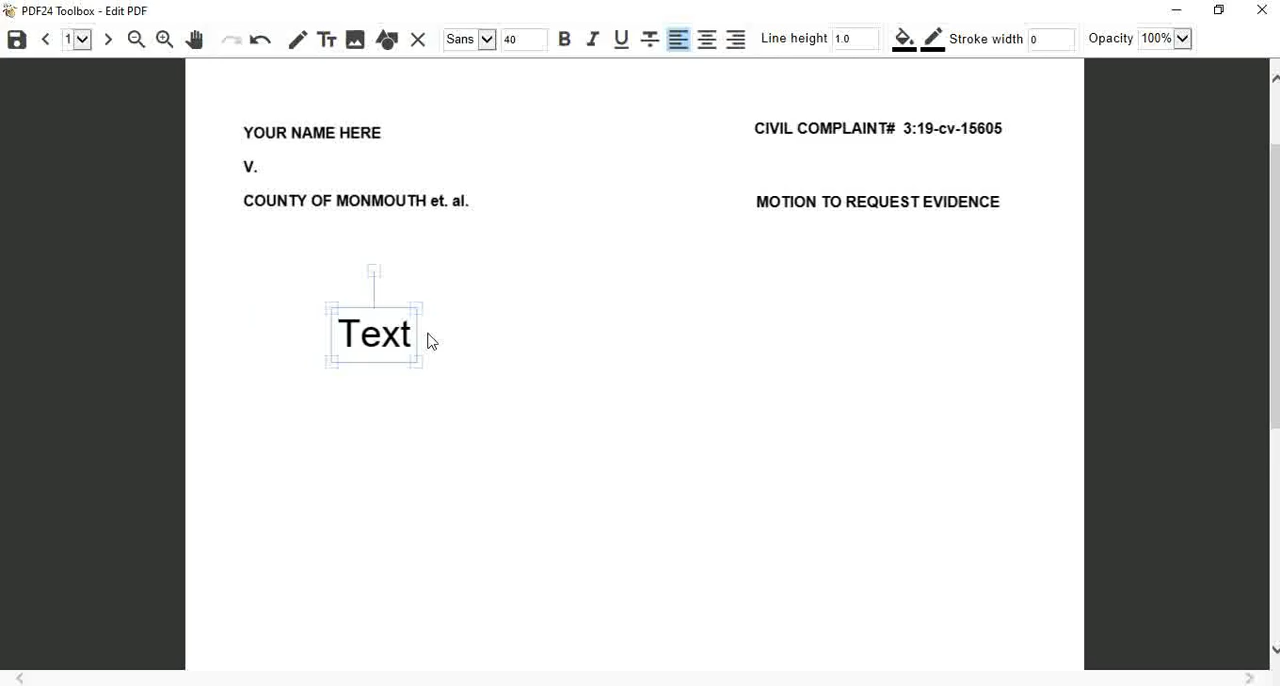 PDF24 Toolbox - Edit PDF
1 Sans 40 B I U Line height 1.0 Stroke width 0 Opacity 100%
YOUR NAME HERE
CIVIL COMPLAINT# 3:19-cv-15605
V.
COUNTY OF MONMOUTH et. al.
MOTION TO REQUEST EVIDENCE
Text